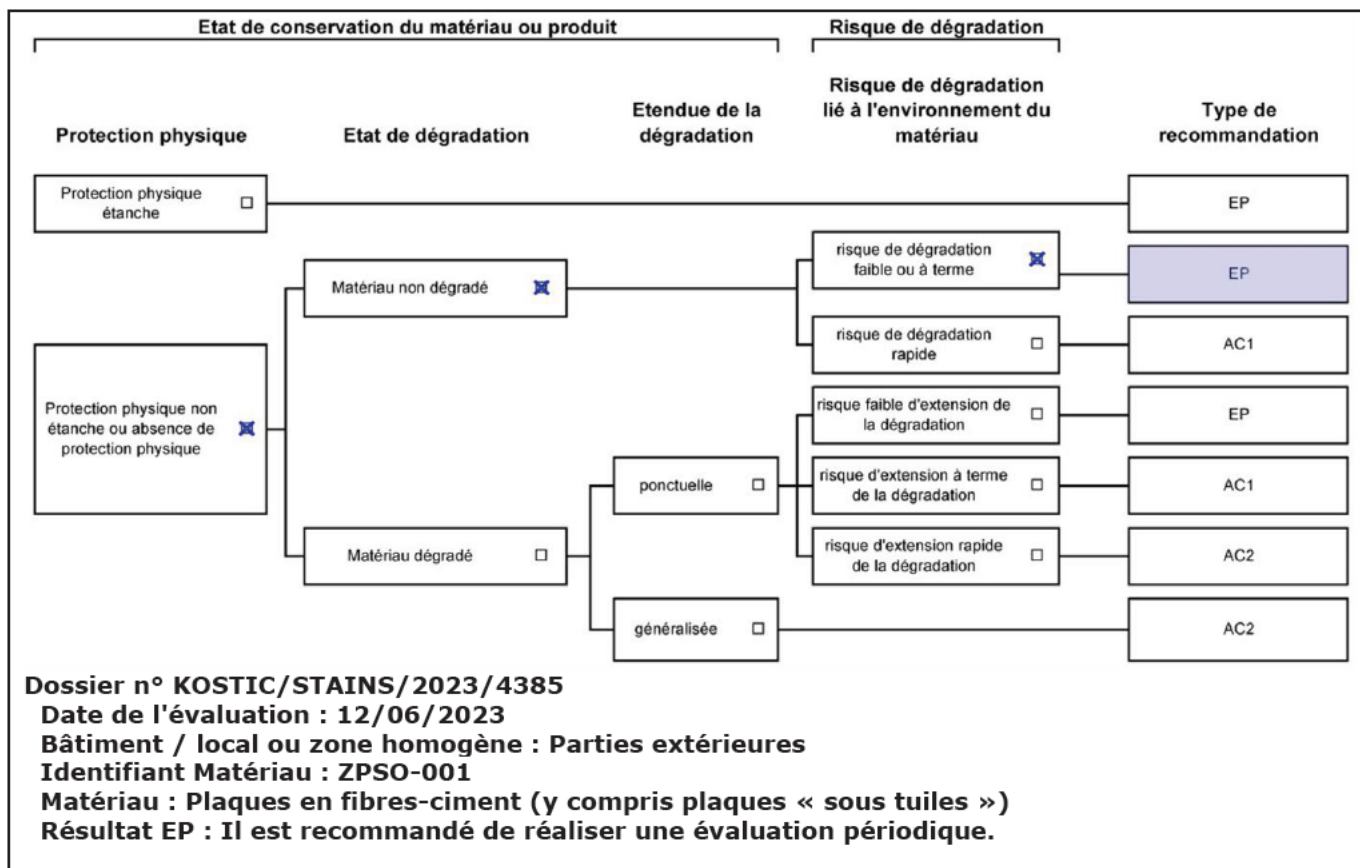 Etat de conservation du matériau ou produit
Risque de dégradation
Protection physique
Etat de dégradation
Etendue de la
dégradation
Risque de dégradation
lié à l'environnement du
matériau
Type de
recommandation
Protection physique
étanche
EP
risque de dégradation
faible ou à terme
EP
Matériau non dégradé
risque de dégradation
rapide
AC1
Protection physique non
étanche ou absence de
protection physique
risque faible d'extension de
la dégradation
EP
ponctuelle
risque d'extension à terme
de la dégradation
AC1
Matériau dégradé
risque d'extension rapide
de la dégradation
AC2
généralisée
AC2
Dossier n° KOSTIC/STAINS/2023/4385
Date de l'évaluation : 12/06/2023
Bâtiment / local ou zone homogène : Parties extérieures
Identifiant Matériau : ZPSO-001
Matériau : Plaques en fibres-ciment (y compris plaques « sous tuiles »)
Résultat EP : Il est recommandé de réaliser une évaluation périodique.